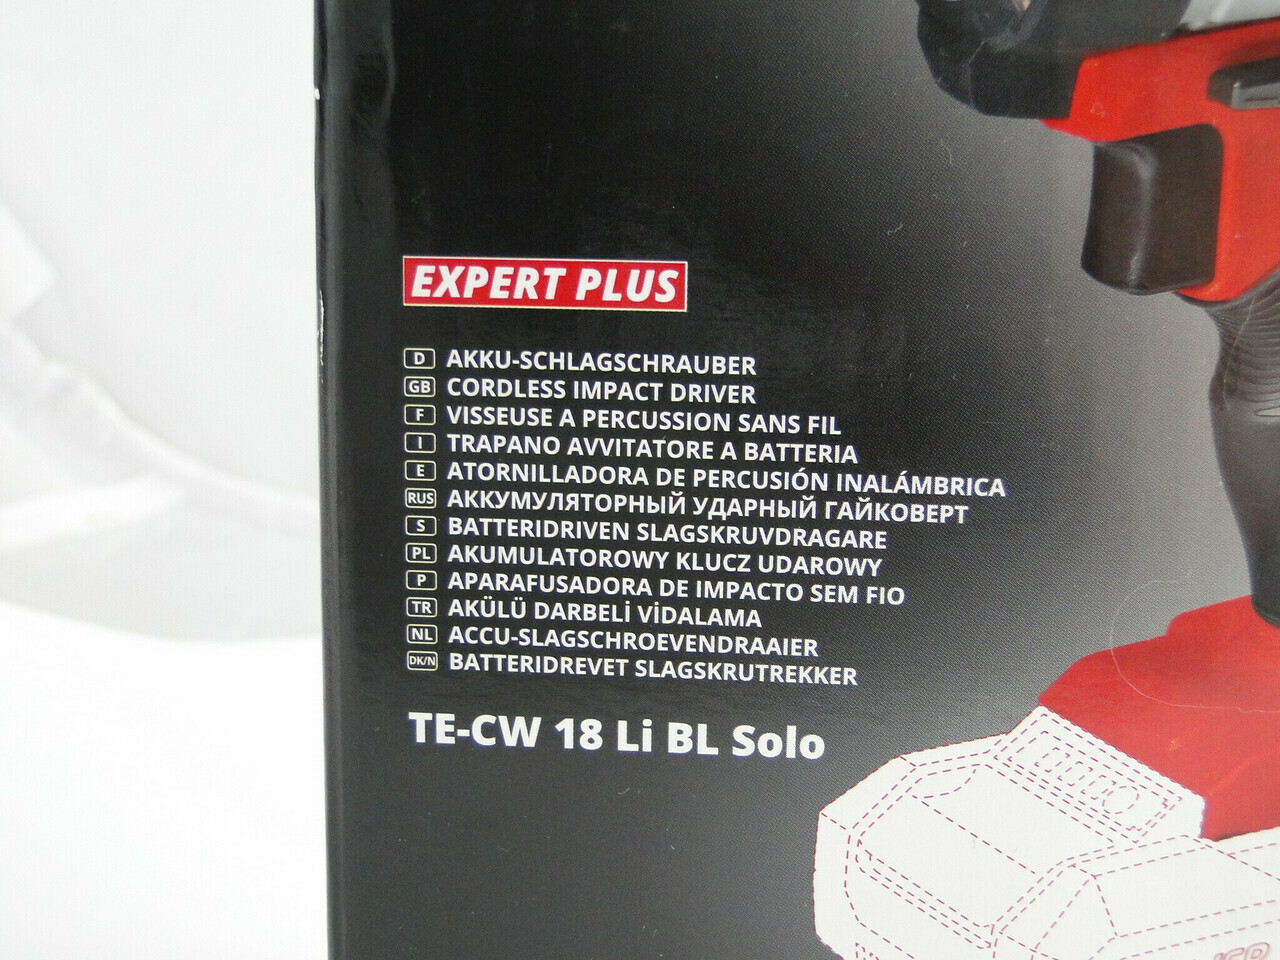 EXPERT PLUS
D AKKU-SCHLAGSCHRAUBER
GB CORDLESS IMPACT DRIVER
F VISSEUSE A PERCUSSION SANS FIL
I TRAPANO AVVITATORE A BATTERIA
E ATORNILLADORA DE PERCUSIÓN INALÁMBRICA
RUS АККУМУЛЯТОРНЫЙ УДАРНЫЙ ГАЙКОВЕРТ
S BATTERIDRIVEN SLAGSKRUVDRAGARE
PL AKUMULATOROWY KLUCZ UDAROWY
P APARAFUSADORA DE IMPACTO SEM FIO
TR AKÜLÜ DARBELİ VİDALAMA
NL ACCU-SLAGSCHROEVENDRAAIER
DK/N BATTERIDREVET SLAGSKRUTREKKER
TE-CW 18 Li BL Solo